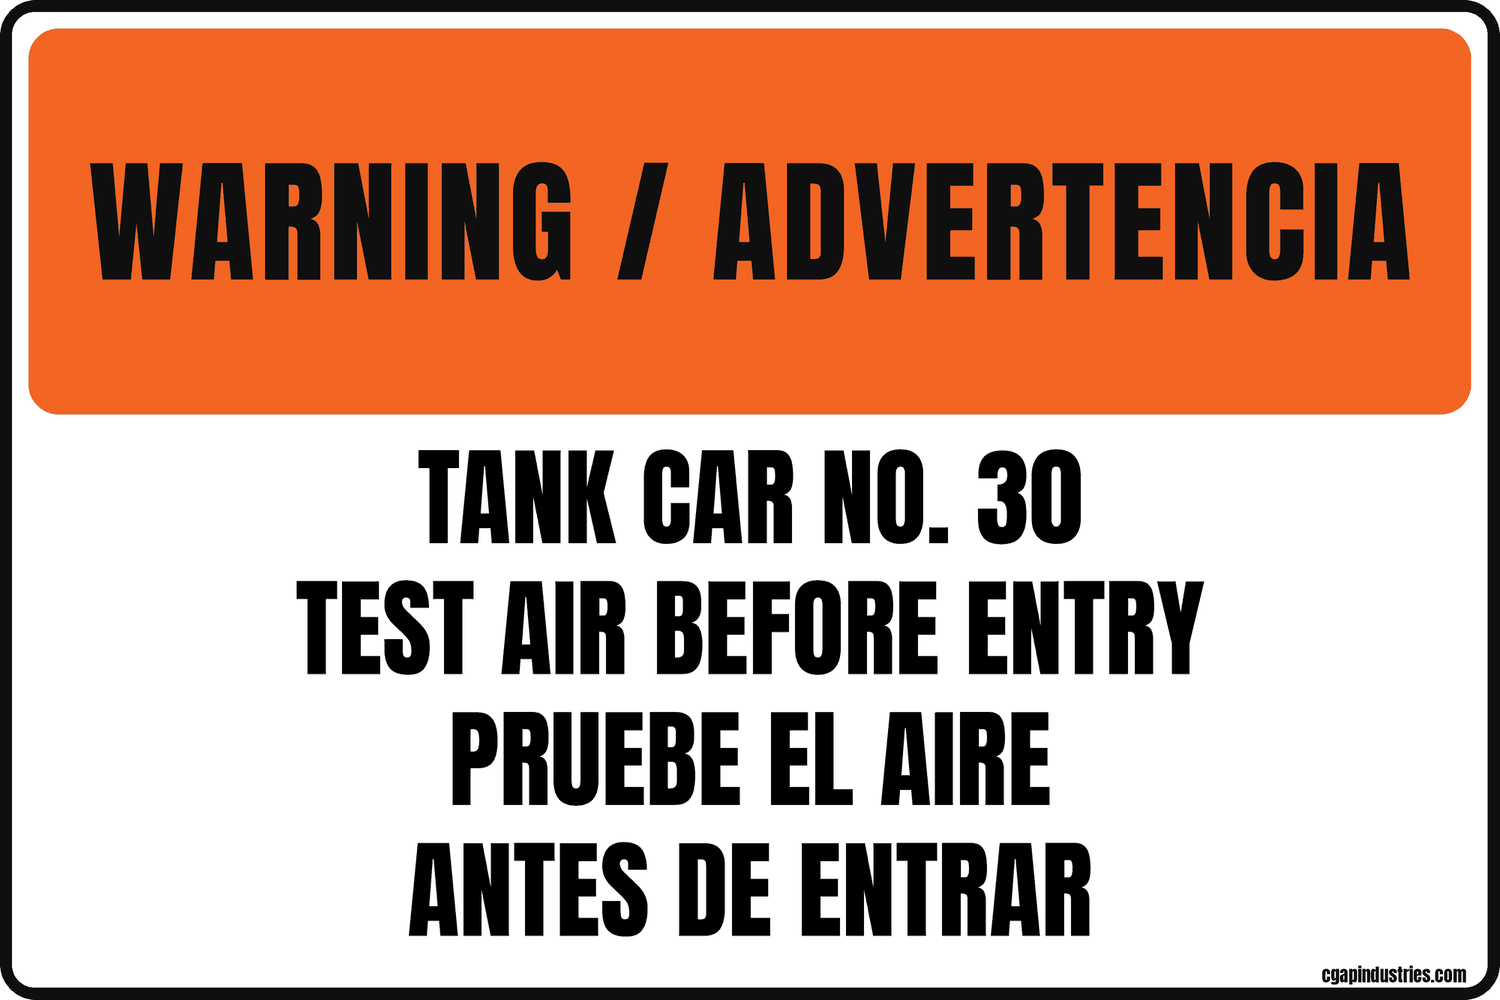 WARNING / ADVERTENCIA
TANK CAR NO. 30
TEST AIR BEFORE ENTRY
PRUEBE EL AIRE
ANTES DE ENTRAR
cgapindustries.com